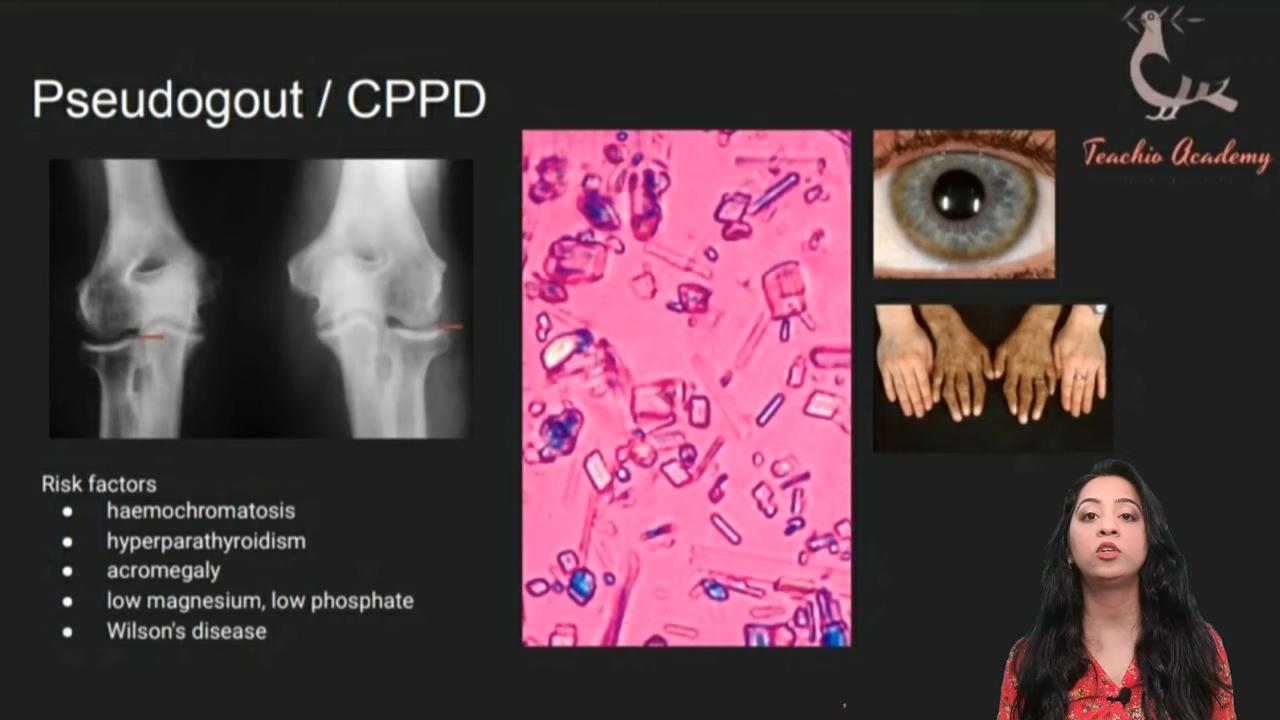 Pseudogout / CPPD
Teachio Academy
Risk factors
haemochromatosis
hyperparathyroidism
acromegaly
low magnesium, low phosphate
Wilson's disease